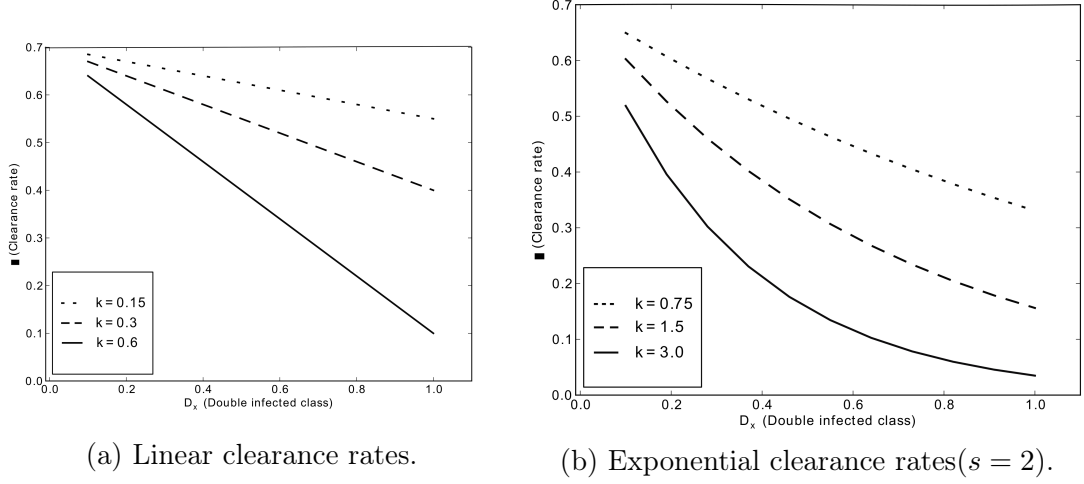 0.7
0.6
0.5
0.4
0.3
0.2
0.1
0.0
(Clearance rate)
k = 0.15
k = 0.3
k = 0.6
0.0 0.2 0.4 0.6 0.8 1.0
Dx (Double infected class)
(a) Linear clearance rates.
0.7
0.6
0.5
0.4
0.3
0.2
0.1
0.0
(Clearance rate)
k = 0.75
k = 1.5
k = 3.0
0.0 0.2 0.4 0.6 0.8 1.0
Dx (Double infected class)
(b) Exponential clearance rates(s = 2).